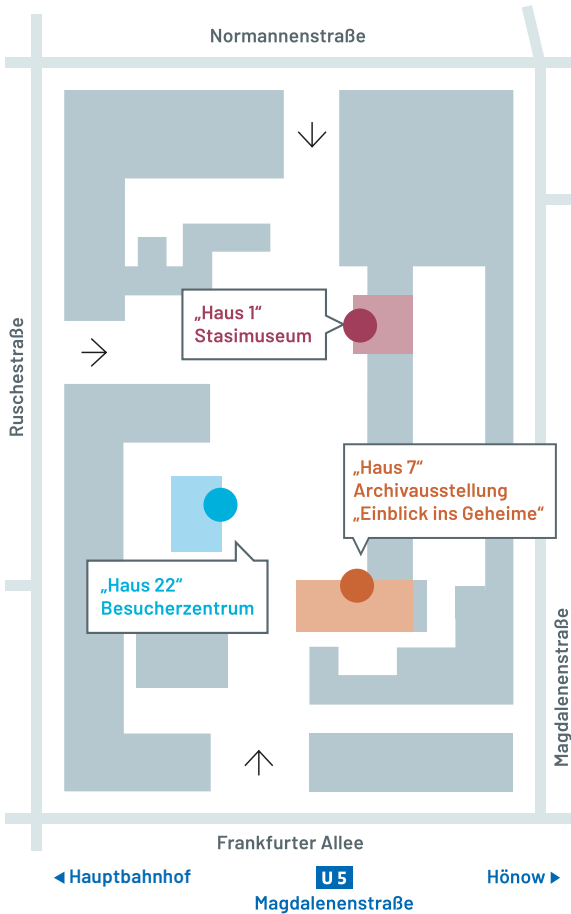 Normannenstraße
„Haus 1“
Stasimuseum
Ruschestraße
„Haus 7“
Archivausstellung
„Einblick ins Geheime“
„Haus 22“
Besucherzentrum
Magdalenenstraße
Frankfurter Allee
Hauptbahnhof
U 5
Hönow
Magdalenenstraße